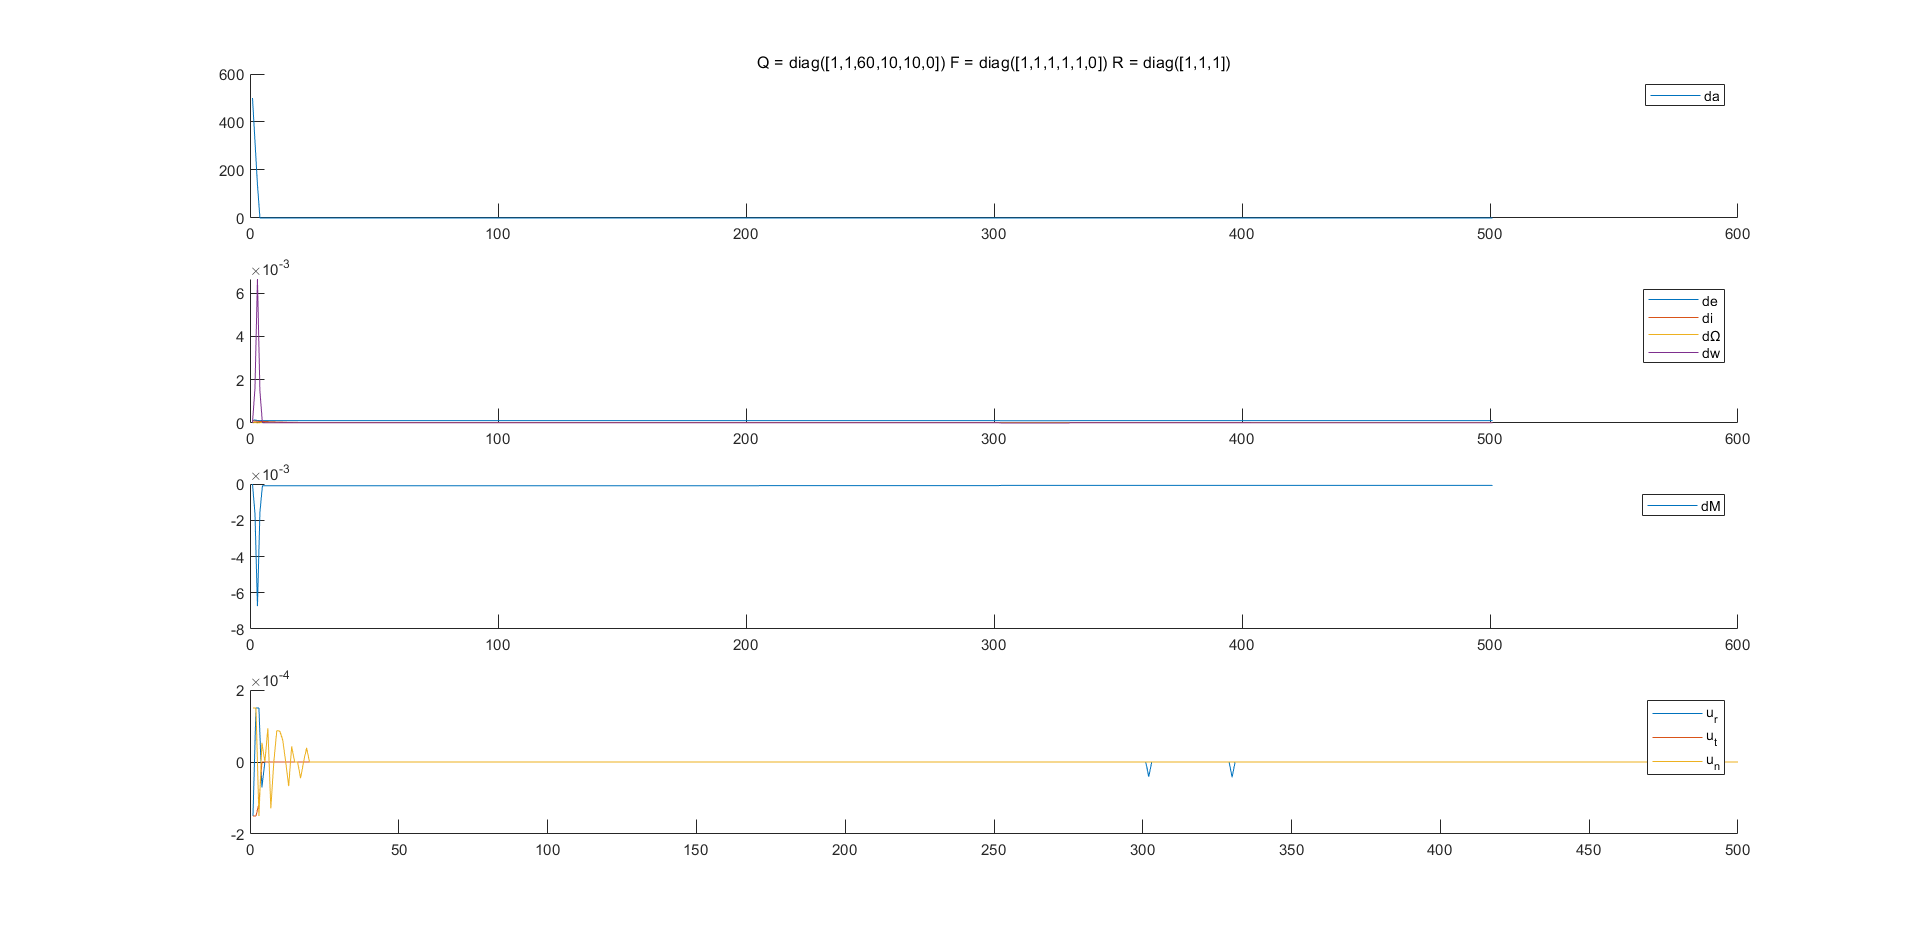 Q = diag([1,1,60,10,10,0]) F = diag([1,1,1,1,1,0]) R = diag([1,1,1])
600
400
200
0
0 100 200 300 400 500 600
da
×10⁻³
6
4
2
0
0 100 200 300 400 500 600
de
di
dΩ
dw
×10⁻³
0
-2
-4
-6
-8
0 100 200 300 400 500 600
dM
×10⁻⁴
2
0
-2
0 50 100 150 200 250 300 350 400 450 500
u_r
u_t
u_n